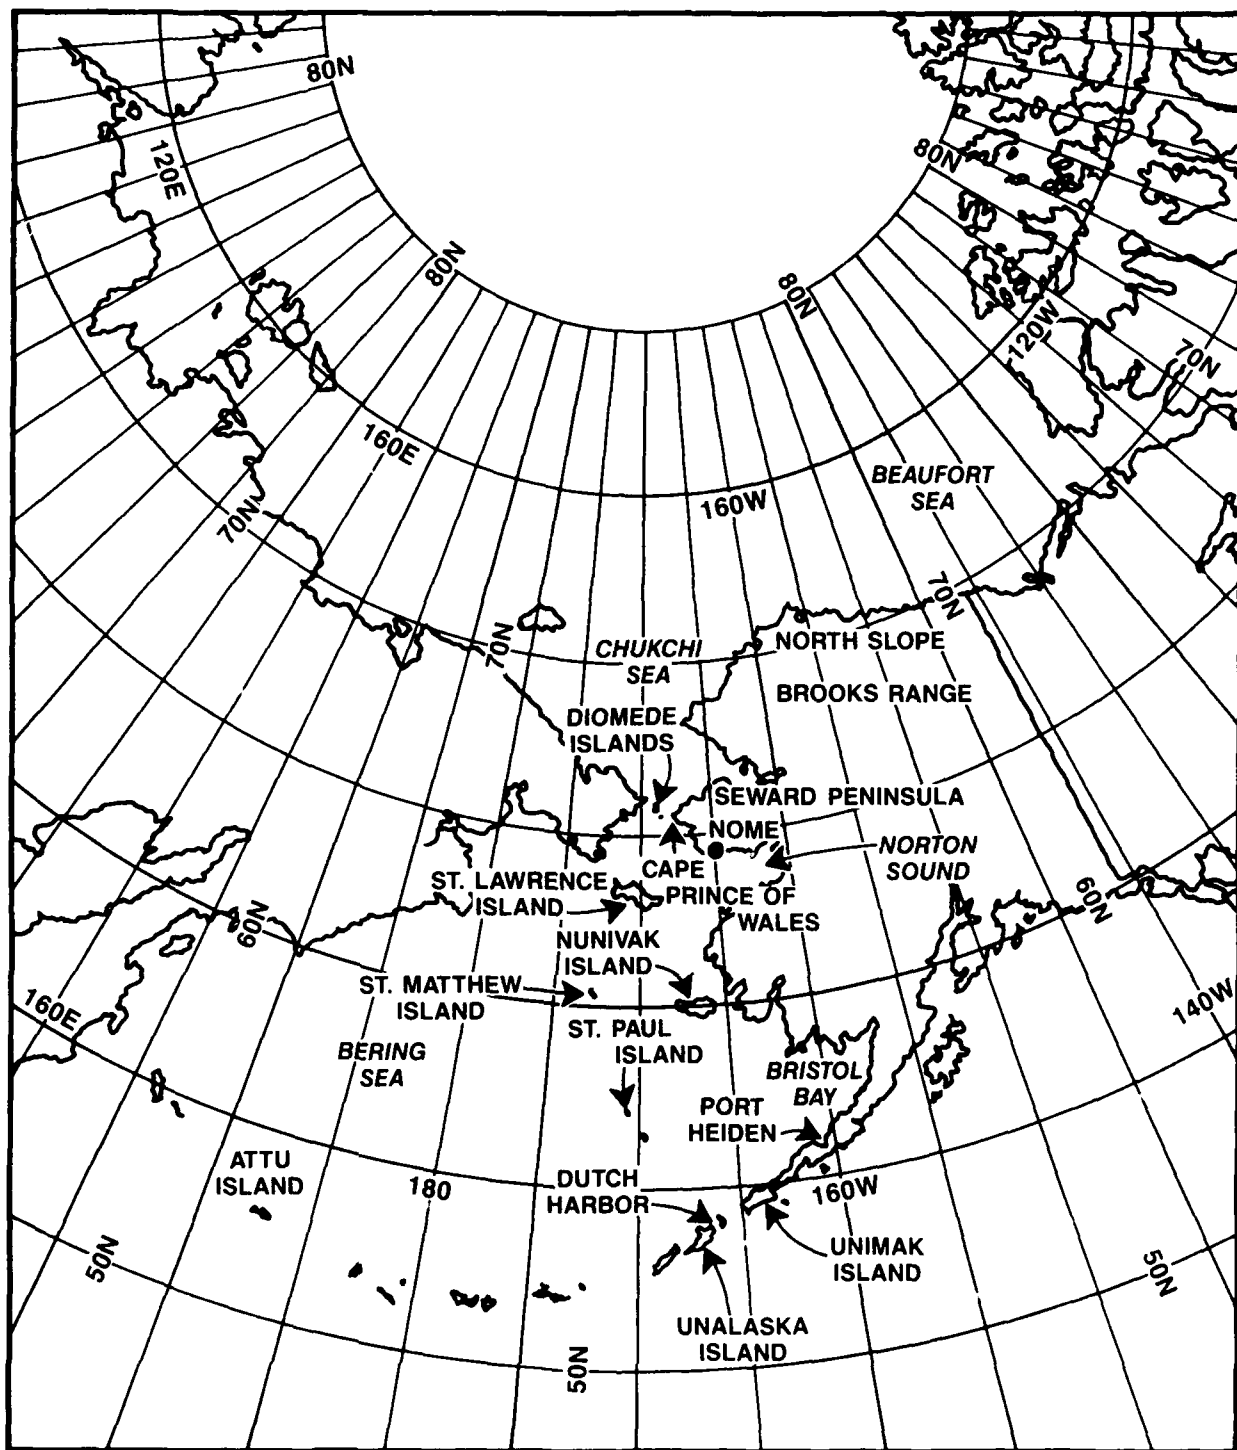 80N
80N
120E
80N
80N
120W
70N
160E
BEAUFORT
SEA
160W
70N
70N
70N
CHUKCHI
SEA
NORTH SLOPE
BROOKS RANGE
DIOMEDE
ISLANDS
SEWARD PENINSULA
NOME
NORTON
SOUND
CAPE
PRINCE OF
WALES
ST. LAWRENCE
ISLAND
60N
60N
NUNIVAK
ISLAND
ST. MATTHEW
ISLAND
160E
140W
ST. PAUL
ISLAND
BERING
SEA
BRISTOL
BAY
PORT
HEIDEN
ATTU
ISLAND
180
DUTCH
HARBOR
160W
50N
UNIMAK
ISLAND
50N
UNALASKA
ISLAND
50N